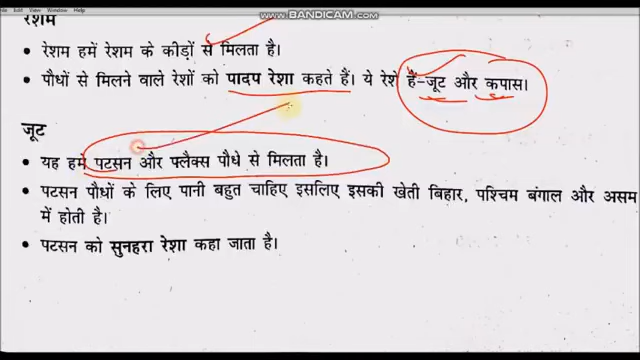 www.BANDICAM.com
File Edit View Window Help
रेशम
• रेशम हमें रेशम के कीड़ों से मिलता है।
• पौधों से मिलने वाले रेशों को पादप रेशा कहते हैं। ये रेशे हैं-जूट और कपास।
जूट
• यह हमें पटसन और फ्लैक्स पौधे से मिलता है।
• पटसन पौधों के लिए पानी बहुत चाहिए इसलिए इसकी खेती बिहार, पश्चिम बंगाल और असम
में होती है।
• पटसन को सुनहरा रेशा कहा जाता है।